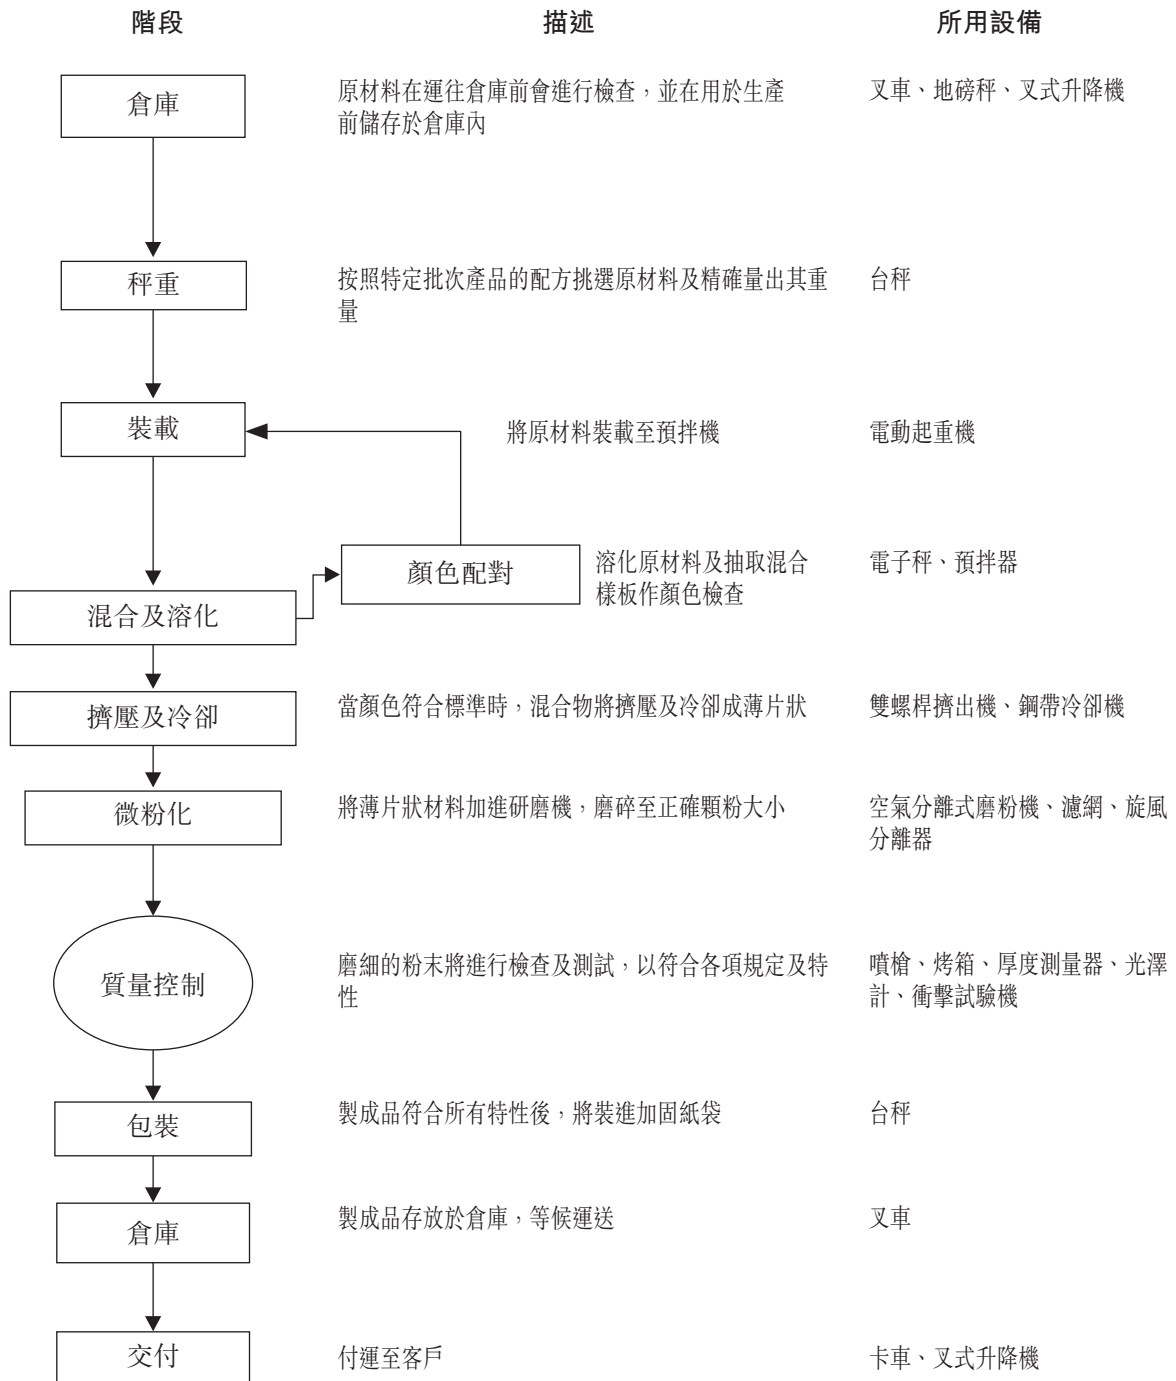 階段 描述 所用設備
倉庫 原材料在運往倉庫前會進行檢查，並在用於生產 叉車、地磅秤、叉式升降機
前儲存於倉庫內
秤重 按照特定批次產品的配方挑選原材料及精確量出其重 台秤
量
裝載 將原材料裝載至預拌機 電動起重機
顏色配對 溶化原材料及抽取混合 電子秤、預拌器
樣板作顏色檢查
混合及溶化
擠壓及冷卻 當顏色符合標準時，混合物將擠壓及冷卻成薄片狀 雙螺桿擠出機、鋼帶冷卻機
微粉化 將薄片狀材料加進研磨機，磨碎至正確顆粉大小 空氣分離式磨粉機、濾網、旋風
分離器
質量控制 磨細的粉末將進行檢查及測試，以符合各項規定及特 噴槍、烤箱、厚度測量器、光澤
性 計、衝擊試驗機
包裝 製成品符合所有特性後，將裝進加固紙袋 台秤
倉庫 製成品存放於倉庫，等候運送 叉車
交付 付運至客戶 卡車、叉式升降機